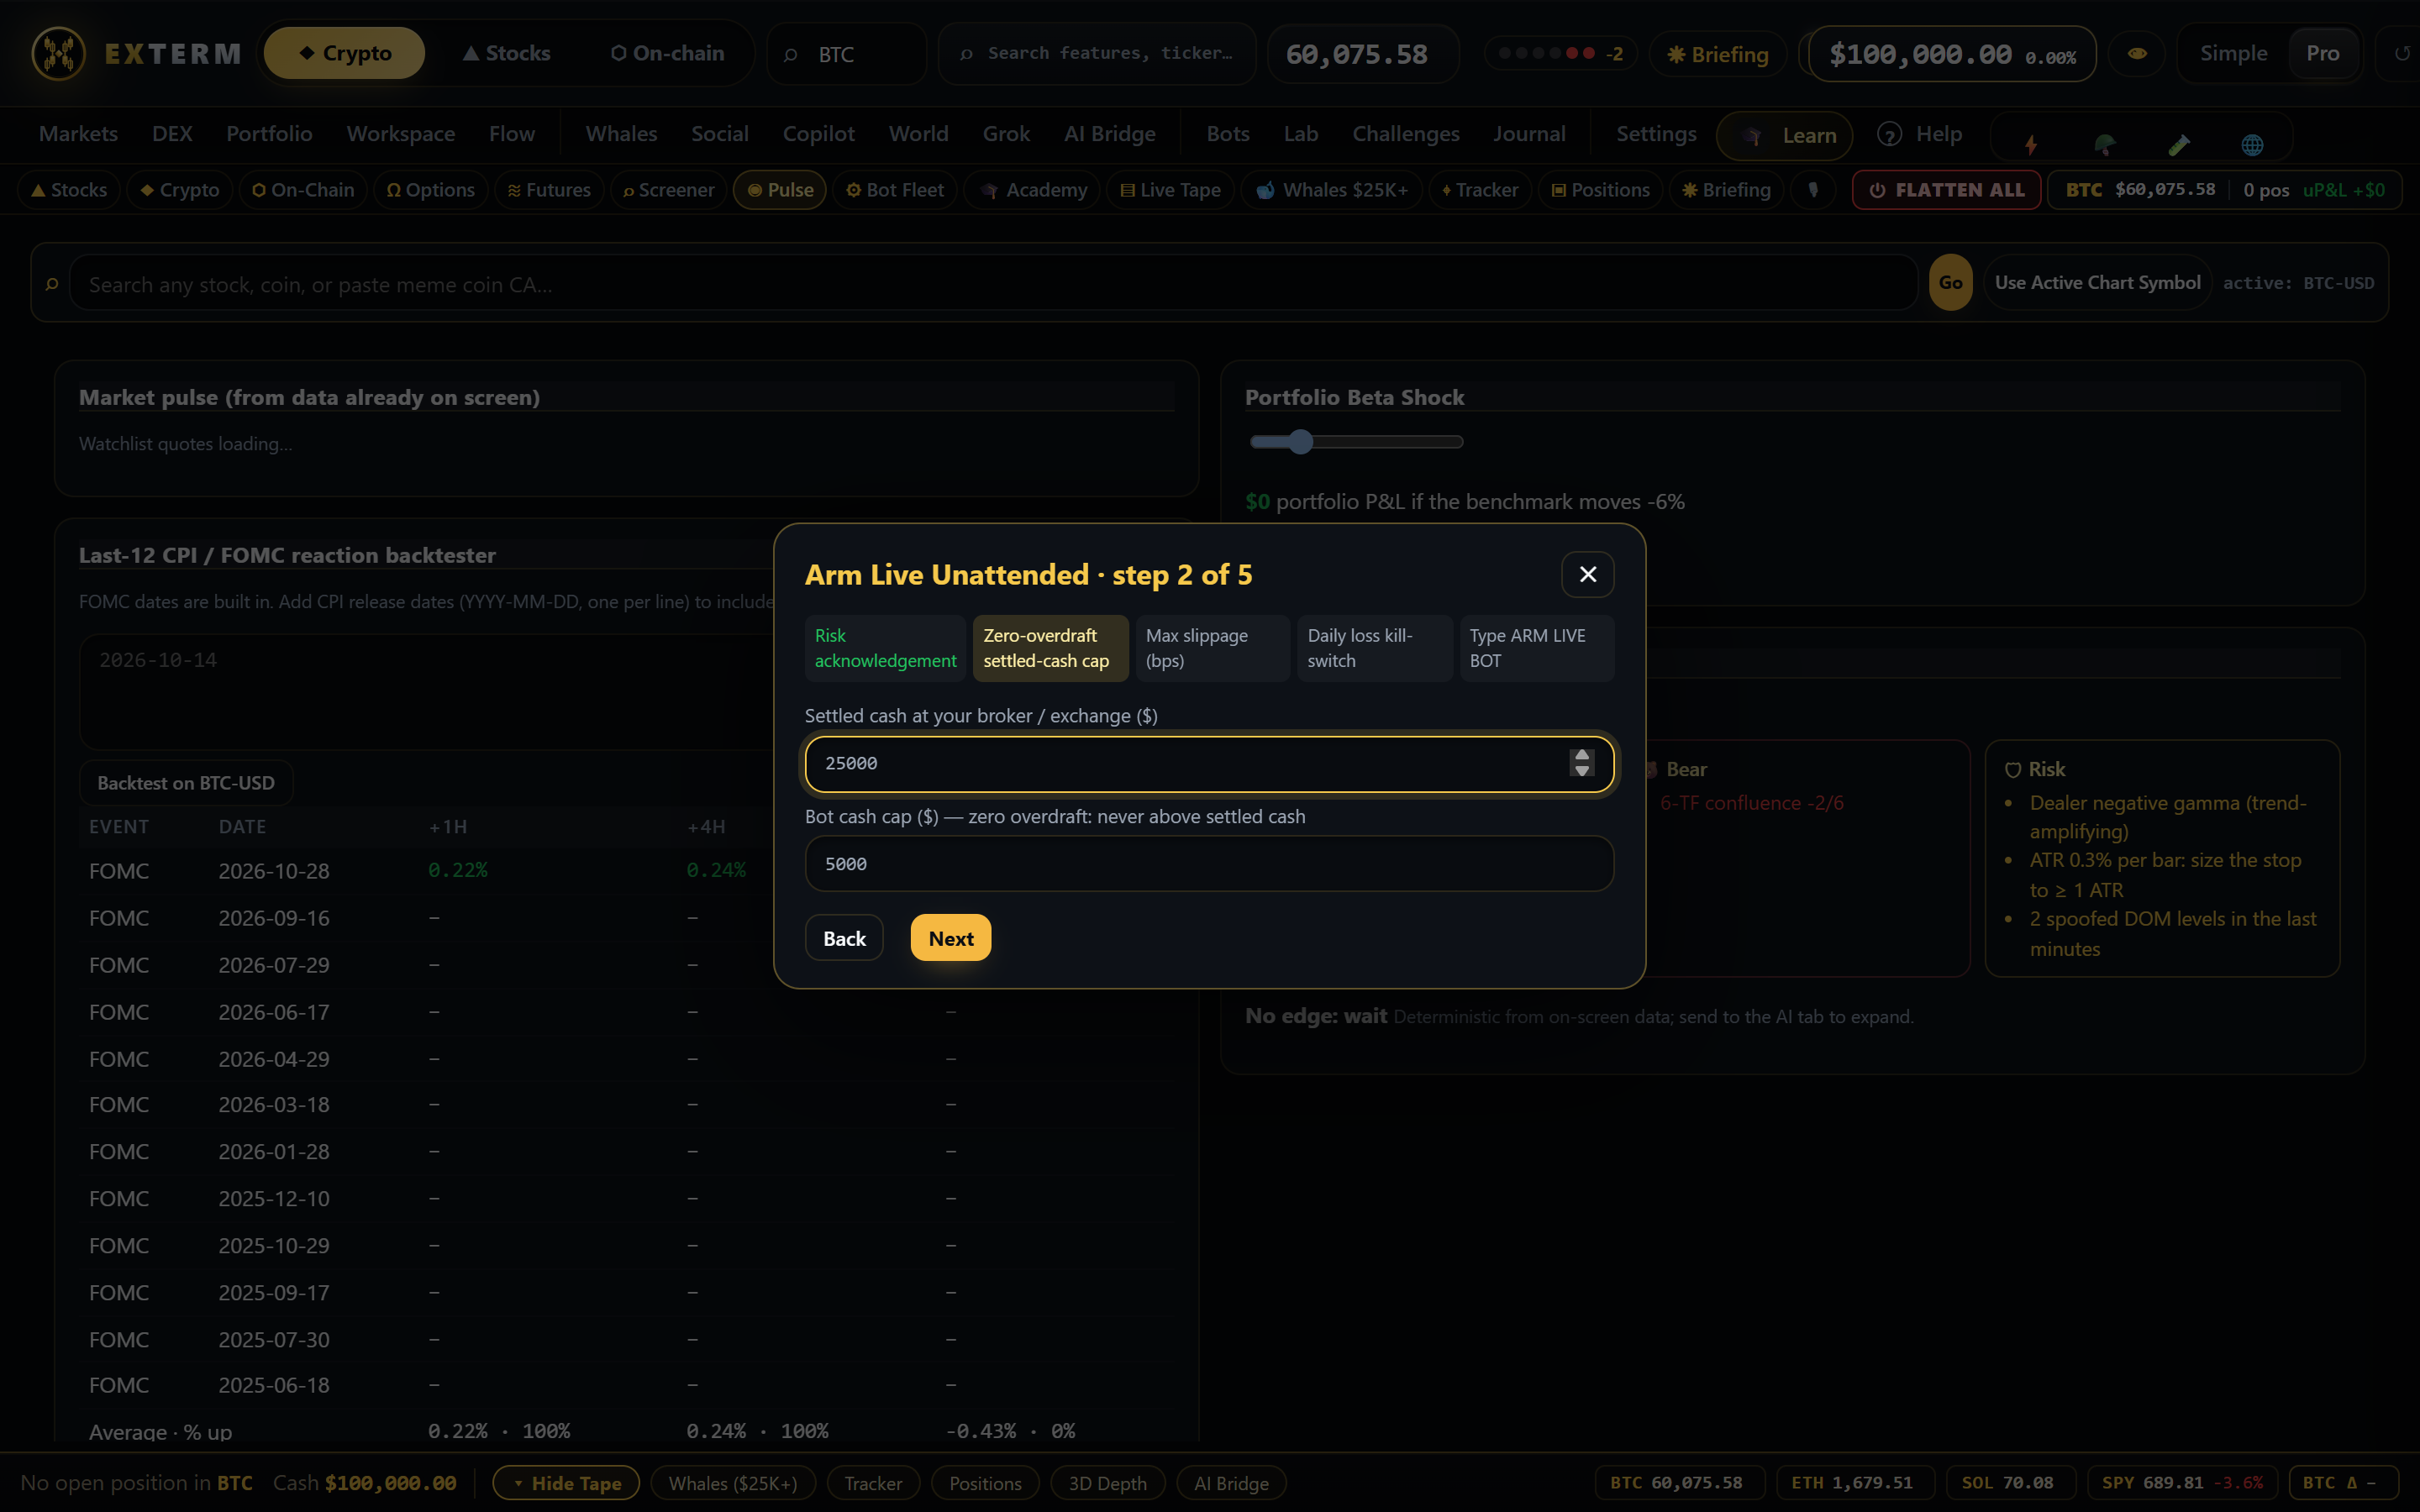 EXTERM
Crypto
Stocks
On-chain
BTC
Search features, ticker…
60,075.58
-2
Briefing
$100,000.00 0.00%
Simple
Pro
Markets DEX Portfolio Workspace Flow Whales Social Copilot World Grok AI Bridge Bots Lab Challenges Journal Settings Learn ? Help
Stocks Crypto On-Chain Options Futures Screener Pulse Bot Fleet Academy Live Tape Whales $25K+ Tracker Positions Briefing FLATTEN ALL BTC $60,075.58 0 pos uP&L +$0
Search any stock, coin, or paste meme coin CA…
Go
Use Active Chart Symbol
active: BTC-USD
Market pulse (from data already on screen)
Watchlist quotes loading…
Portfolio Beta Shock
$0 portfolio P&L if the benchmark moves -6%
Last-12 CPI / FOMC reaction backtester
FOMC dates are built in. Add CPI release dates (YYYY-MM-DD, one per line) to include
2026-10-14
Backtest on BTC-USD
EVENT DATE +1H +4H
FOMC 2026-10-28 0.22% 0.24%
FOMC 2026-09-16 – –
FOMC 2026-07-29 – –
FOMC 2026-06-17 – – –
FOMC 2026-04-29 – – –
FOMC 2026-03-18 – – –
FOMC 2026-01-28 – – –
FOMC 2025-12-10 – – –
FOMC 2025-10-29 – – –
FOMC 2025-09-17 – – –
FOMC 2025-07-30 – – –
FOMC 2025-06-18 – – –
Average · % up 0.22% · 100% 0.24% · 100% -0.43% · 0%
Arm Live Unattended · step 2 of 5
Risk acknowledgement
Zero-overdraft settled-cash cap
Max slippage (bps)
Daily loss kill-switch
Type ARM LIVE BOT
Settled cash at your broker / exchange ($)
25000
Bot cash cap ($) — zero overdraft: never above settled cash
5000
Back
Next
Bear
6-TF confluence -2/6
Risk
Dealer negative gamma (trend-
amplifying)
ATR 0.3% per bar: size the stop
to ≥ 1 ATR
2 spoofed DOM levels in the last
minutes
No edge: wait Deterministic from on-screen data; send to the AI tab to expand.
No open position in BTC Cash $100,000.00 Hide Tape Whales ($25K+) Tracker Positions 3D Depth AI Bridge BTC 60,075.58 ETH 1,679.51 SOL 70.08 SPY 689.81 -3.6% BTC Δ –